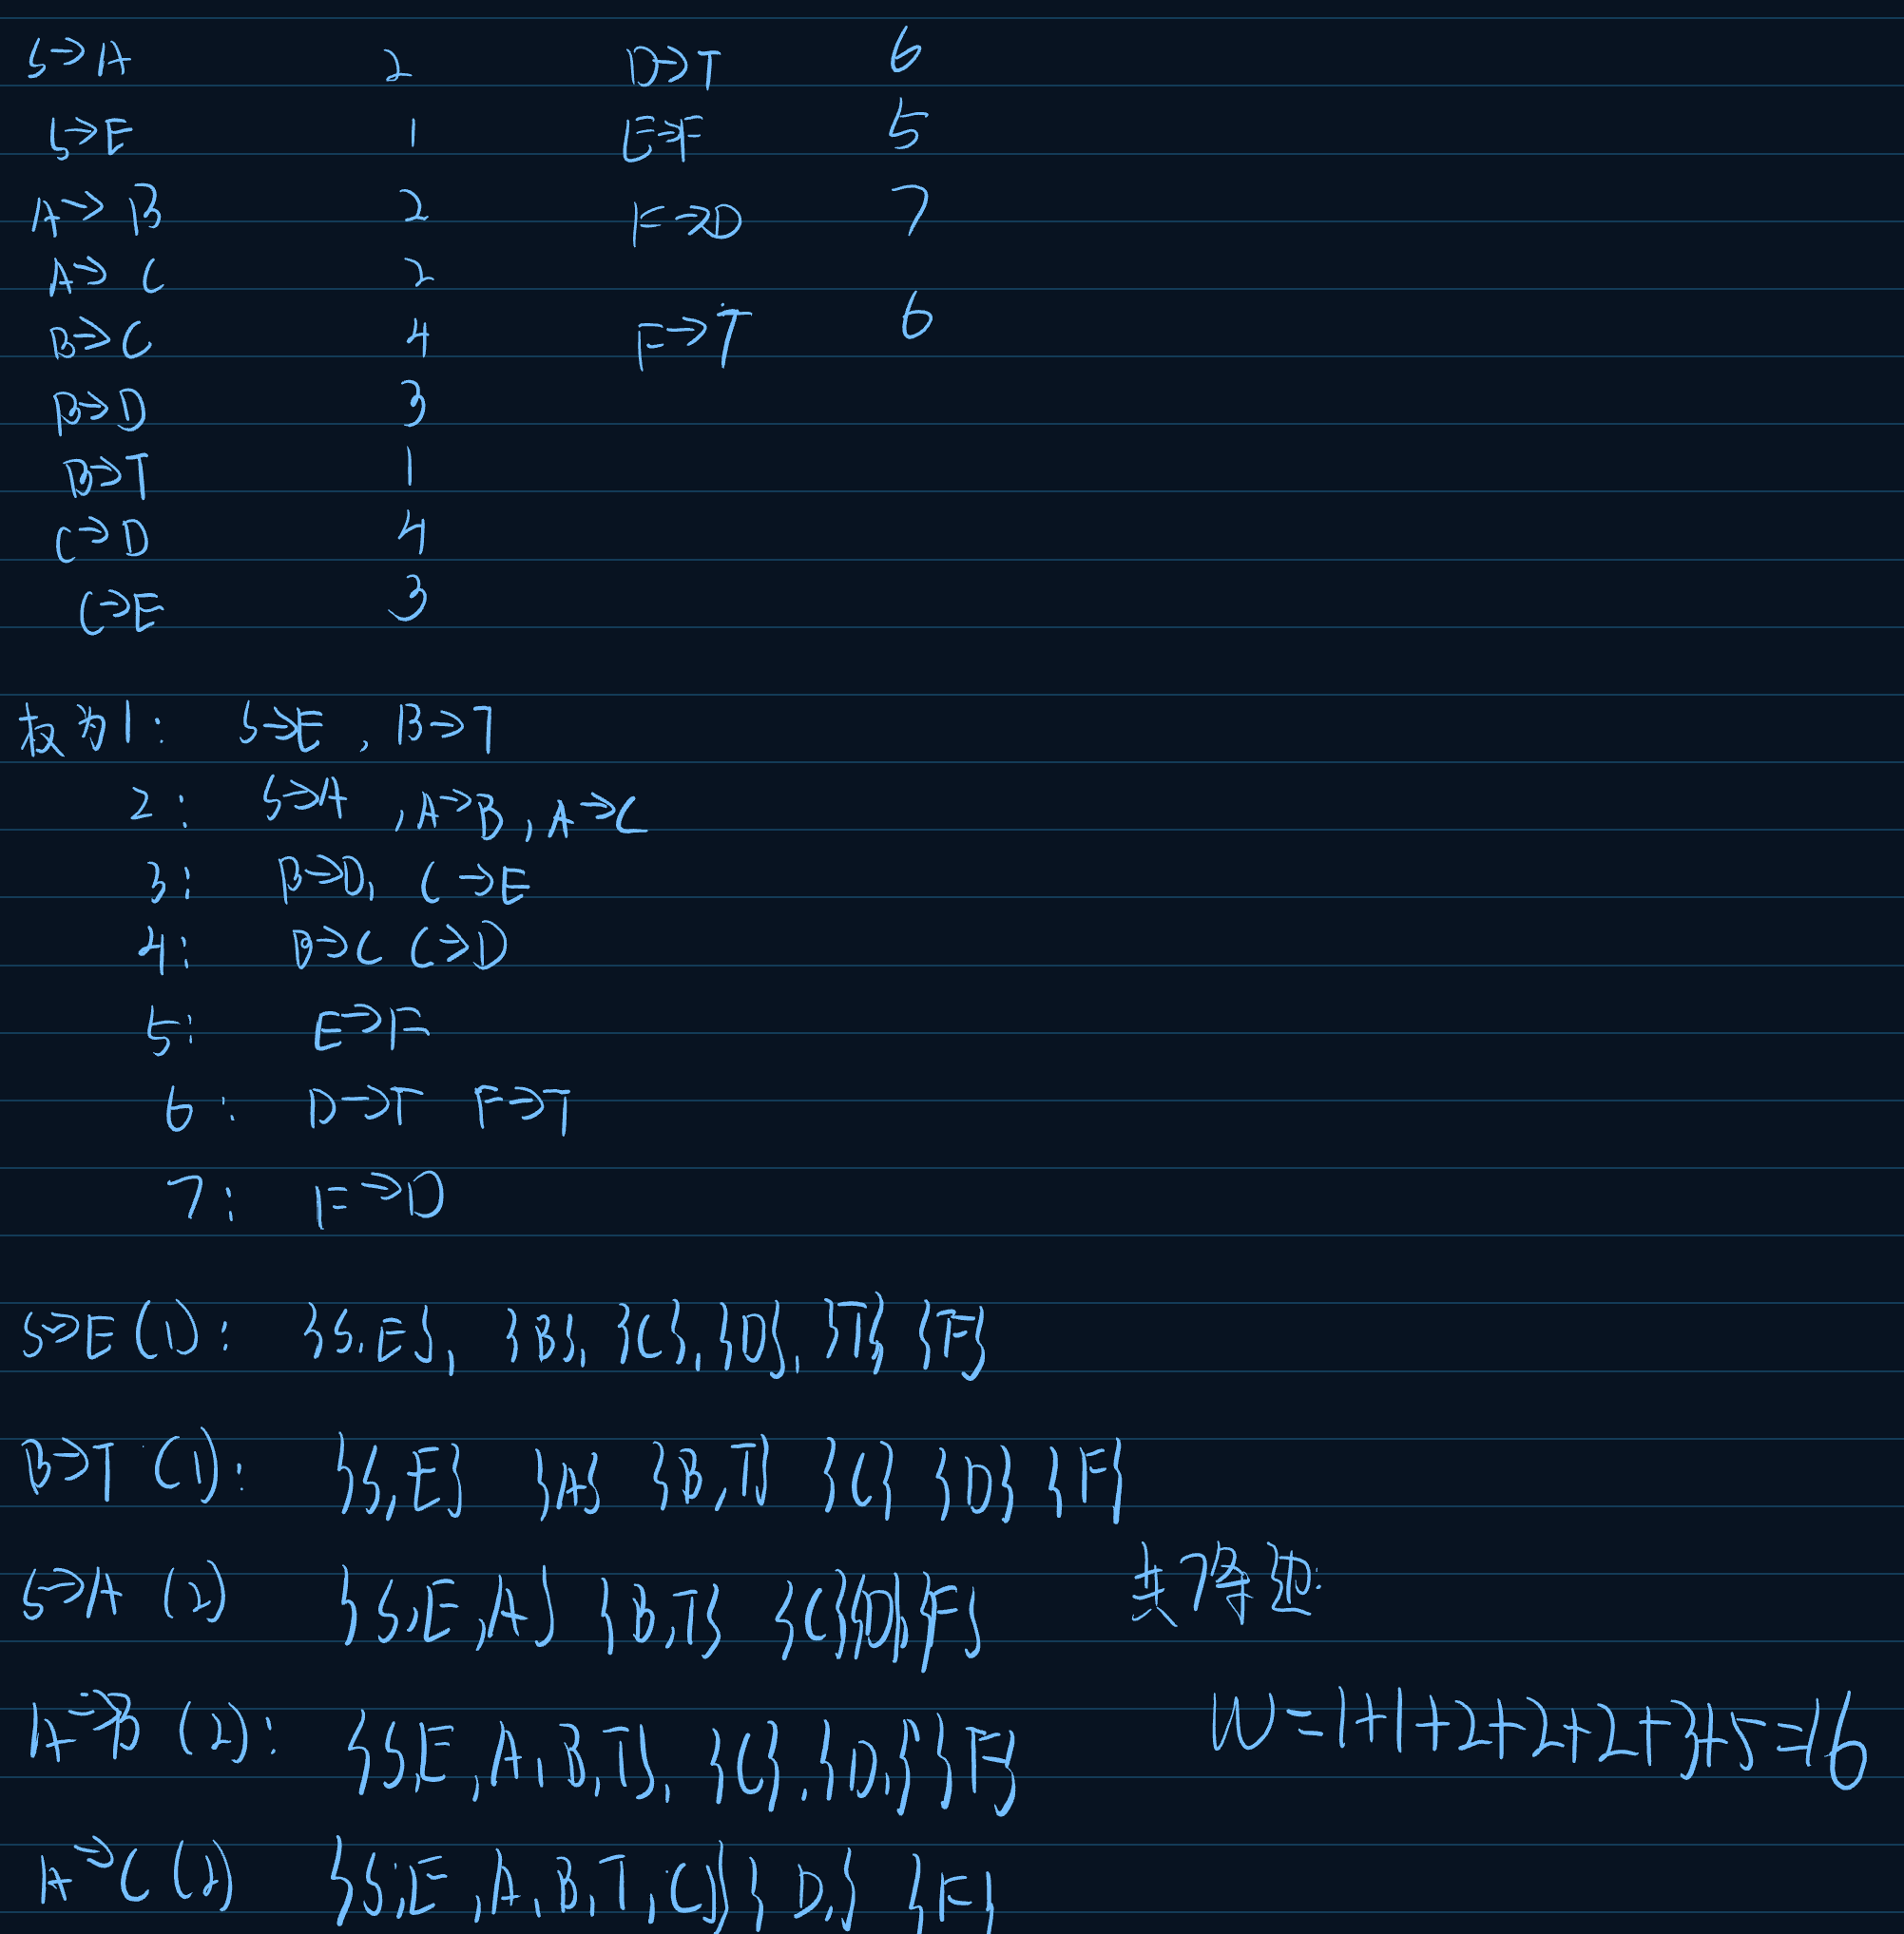 S→A 2 D→T 6
S→E 1 E→F 5
A→B 2 F→D 7
A→C 2
B→C 4 F→T 6
B→D 3
B→T 1
C→D 4
C→E 3
权为1: S→E, B→T
2: S→A, A→B, A→C
3: B→D, C→E
4: B→C C→D
5: E→F
6: D→T F→T
7: F→D
S→E (1): {S,E}, {B}, {C}, {D}, {T} {F}
B→T (1): {S,E} {A} {B,T} {C} {D} {F}
S→A (2) {S,E,A} {B,T} {C}{D}{F} 共7条边:
A→B (2): {S,E,A,B,T}, {C}, {D,} {F} W=1+1+2+2+2+3+5=16
A→C (2) {S,E,A,B,T,C} {D,} {F}